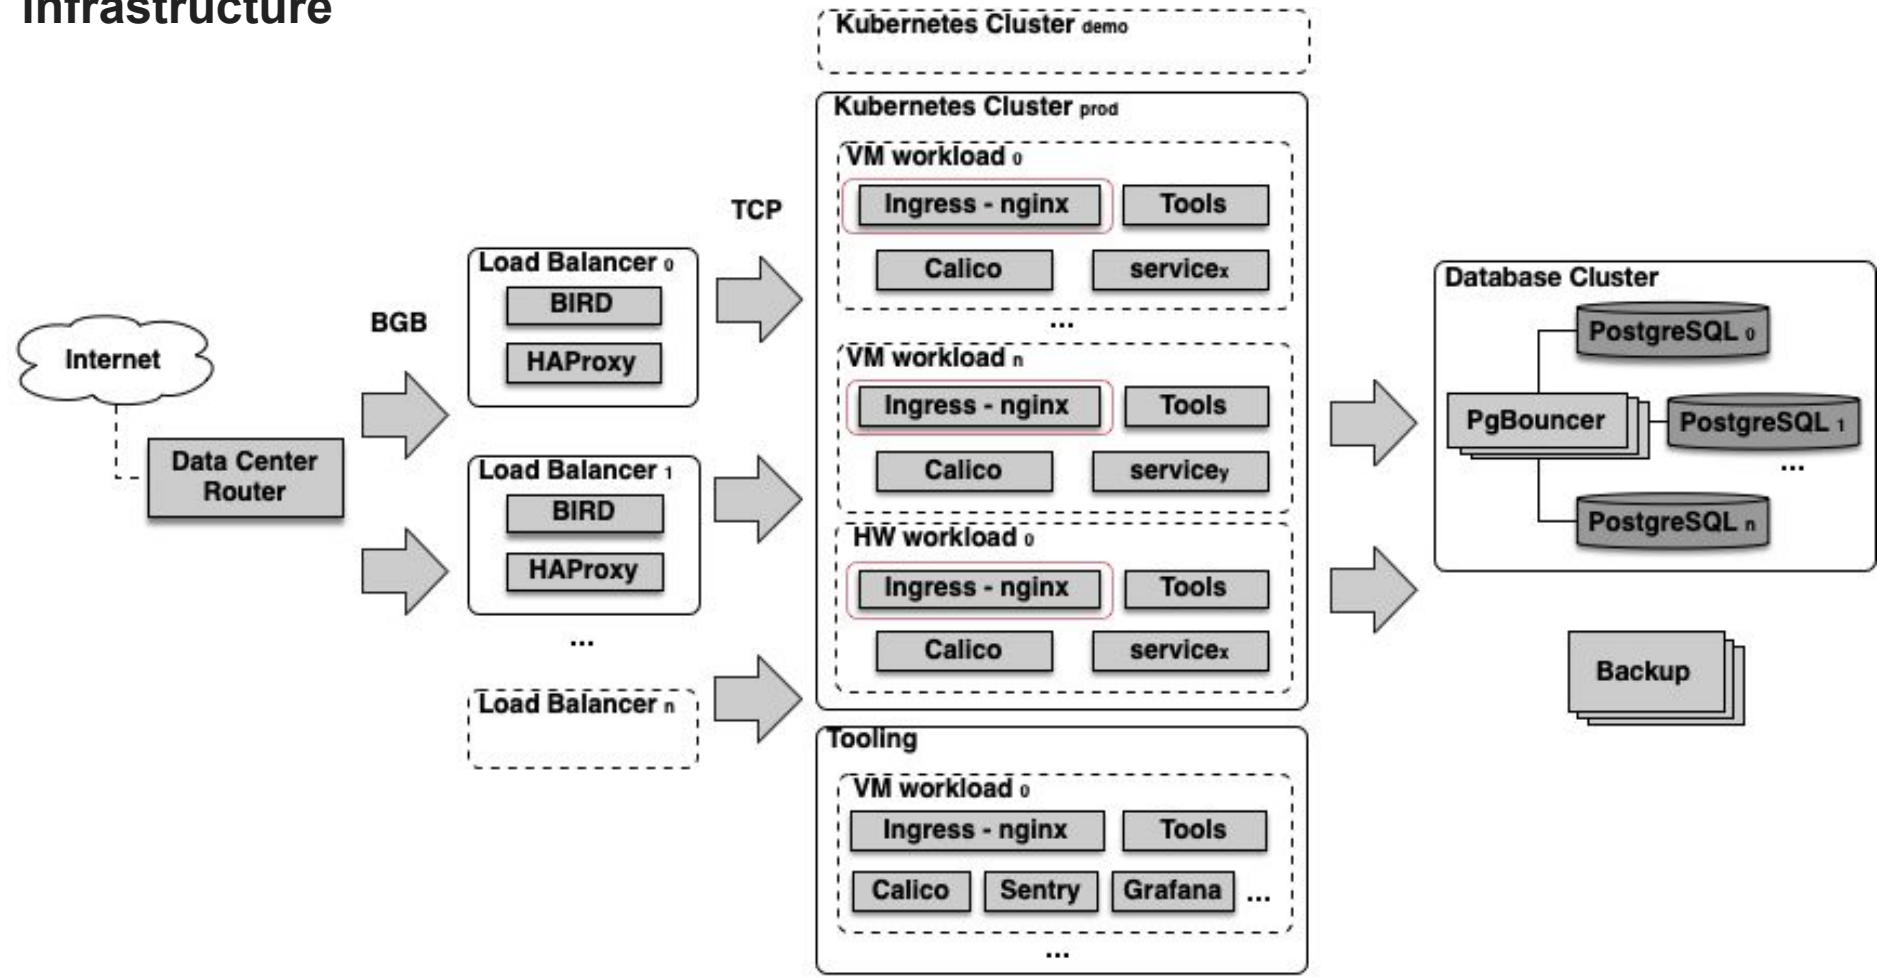 Infrastructure
Kubernetes Cluster demo
Kubernetes Cluster prod
VM workload 0
Ingress - nginx
Tools
Calico
servicex
...
VM workload n
Ingress - nginx
Tools
Calico
servicey
HW workload 0
Ingress - nginx
Tools
Calico
servicex
TCP
BGB
Internet
Data Center
Router
Load Balancer 0
BIRD
HAProxy
Load Balancer 1
BIRD
HAProxy
...
Load Balancer n
Tooling
VM workload 0
Ingress - nginx
Tools
Calico
Sentry
Grafana
...
...
Database Cluster
PostgreSQL 0
PgBouncer
PostgreSQL 1
...
PostgreSQL n
Backup